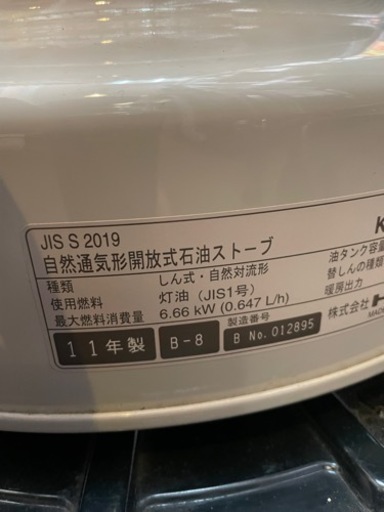 JIS S 2019
自然通気形開放式石油ストーブ
種類 しん式・自然対流形
使用燃料 灯油（JIS1号）
最大燃料消費量 6.66 kW (0.647 L/h)
製造番号
11年製 B-8 B No. 012895
K
油タンク容量
替しんの種類
暖房出力
株式会社
MADE